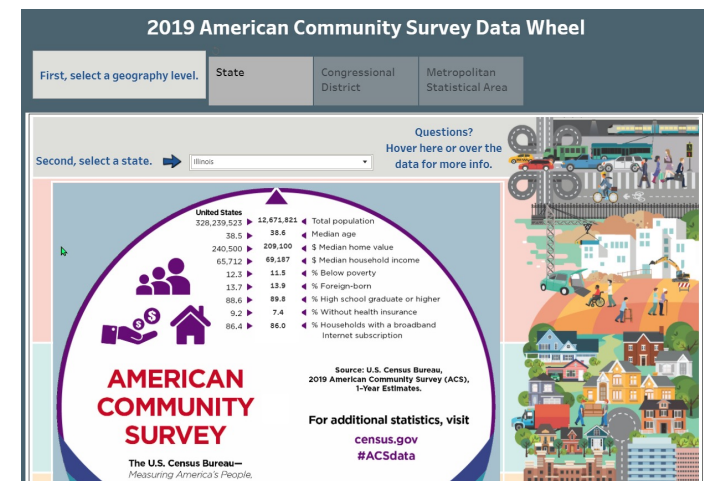 2019 American Community Survey Data Wheel
First, select a geography level.
State
Congressional
District
Metropolitan
Statistical Area
Questions?
Hover here or over the
data for more info.
Second, select a state.
Illinois
United States
328,239,523 12,671,821 Total population
38.5 38.6 Median age
240,500 209,100 $ Median home value
65,712 69,187 $ Median household income
12.3 11.5 % Below poverty
13.7 13.9 % Foreign-born
88.6 89.8 % High school graduate or higher
9.2 7.4 % Without health insurance
86.4 86.0 % Households with a broadband
Internet subscription
$
$
AMERICAN
COMMUNITY
SURVEY
Source: U.S. Census Bureau,
2019 American Community Survey (ACS),
1-Year Estimates.
For additional statistics, visit
census.gov
#ACSdata
The U.S. Census Bureau—
Measuring America's People,